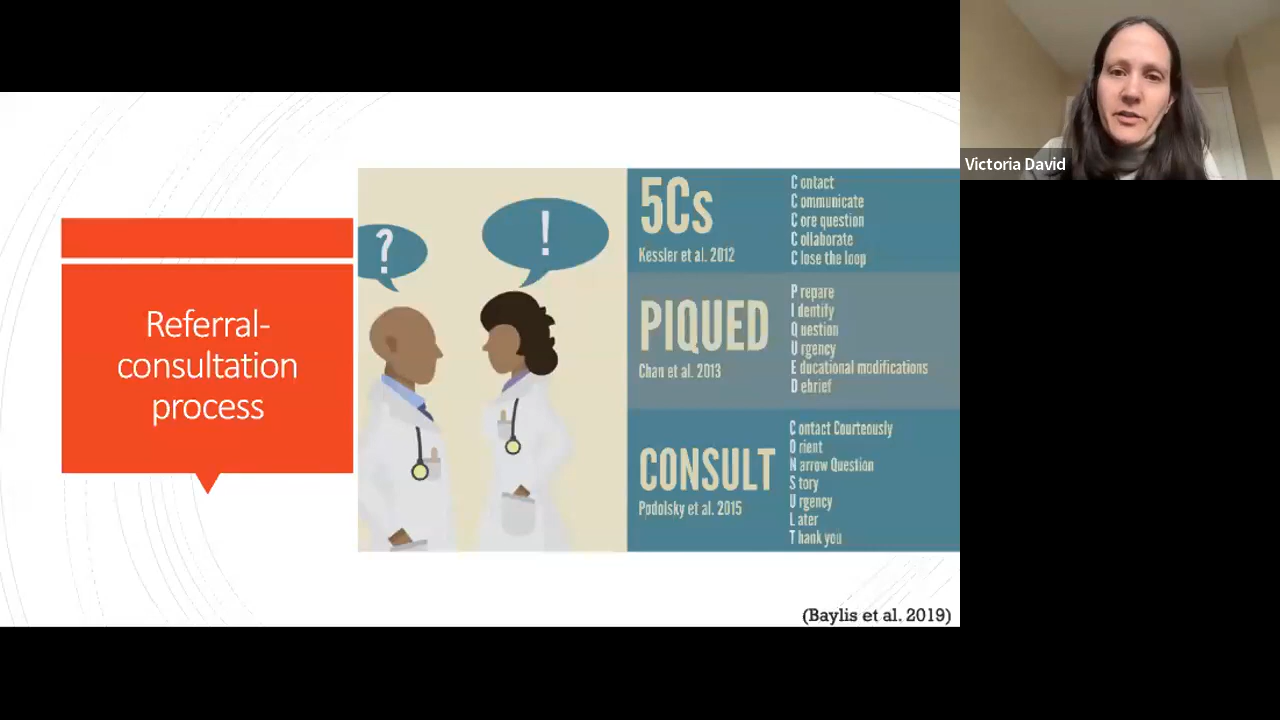 Victoria David
Referral-
consultation
process
?
!
5Cs
Kessler et al. 2012
Contact
Communicate
Core question
Collaborate
Close the loop
PIQUED
Chan et al. 2013
Prepare
Identify
Question
Urgency
Educational modifications
Debrief
CONSULT
Podolsky et al. 2015
Contact Courteously
Orient
Narrow Question
Story
Urgency
Later
Thank you
(Baylis et al. 2019)